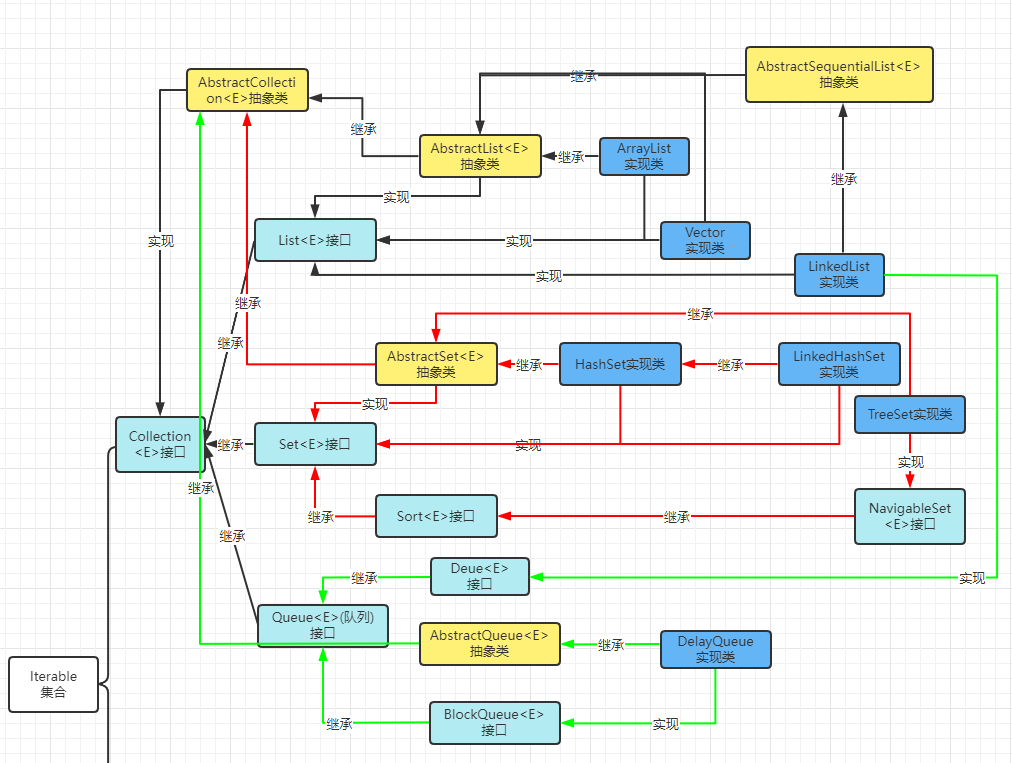 AbstractSequentialList<E>
抽象类
继承
AbstractCollecti
on<E>抽象类
继承
AbstractList<E>
抽象类
继承
ArrayList
实现类
继承
实现
List<E>接口
实现
实现
Vector
实现类
实现
LinkedList
实现类
继承
继承
继承
AbstractSet<E>
抽象类
继承
HashSet实现类
继承
LinkedHashSet
实现类
实现
TreeSet实现类
Collection
<E>接口
继承
Set<E>接口
实现
实现
继承
继承
Sort<E>接口
继承
NavigableSet
<E>接口
继承
Deue<E>
接口
继承
实现
Queue<E>(队列)
接口
AbstractQueue<E>
抽象类
继承
DelayQueue
实现类
Iterable
集合
BlockQueue<E>
接口
继承
实现